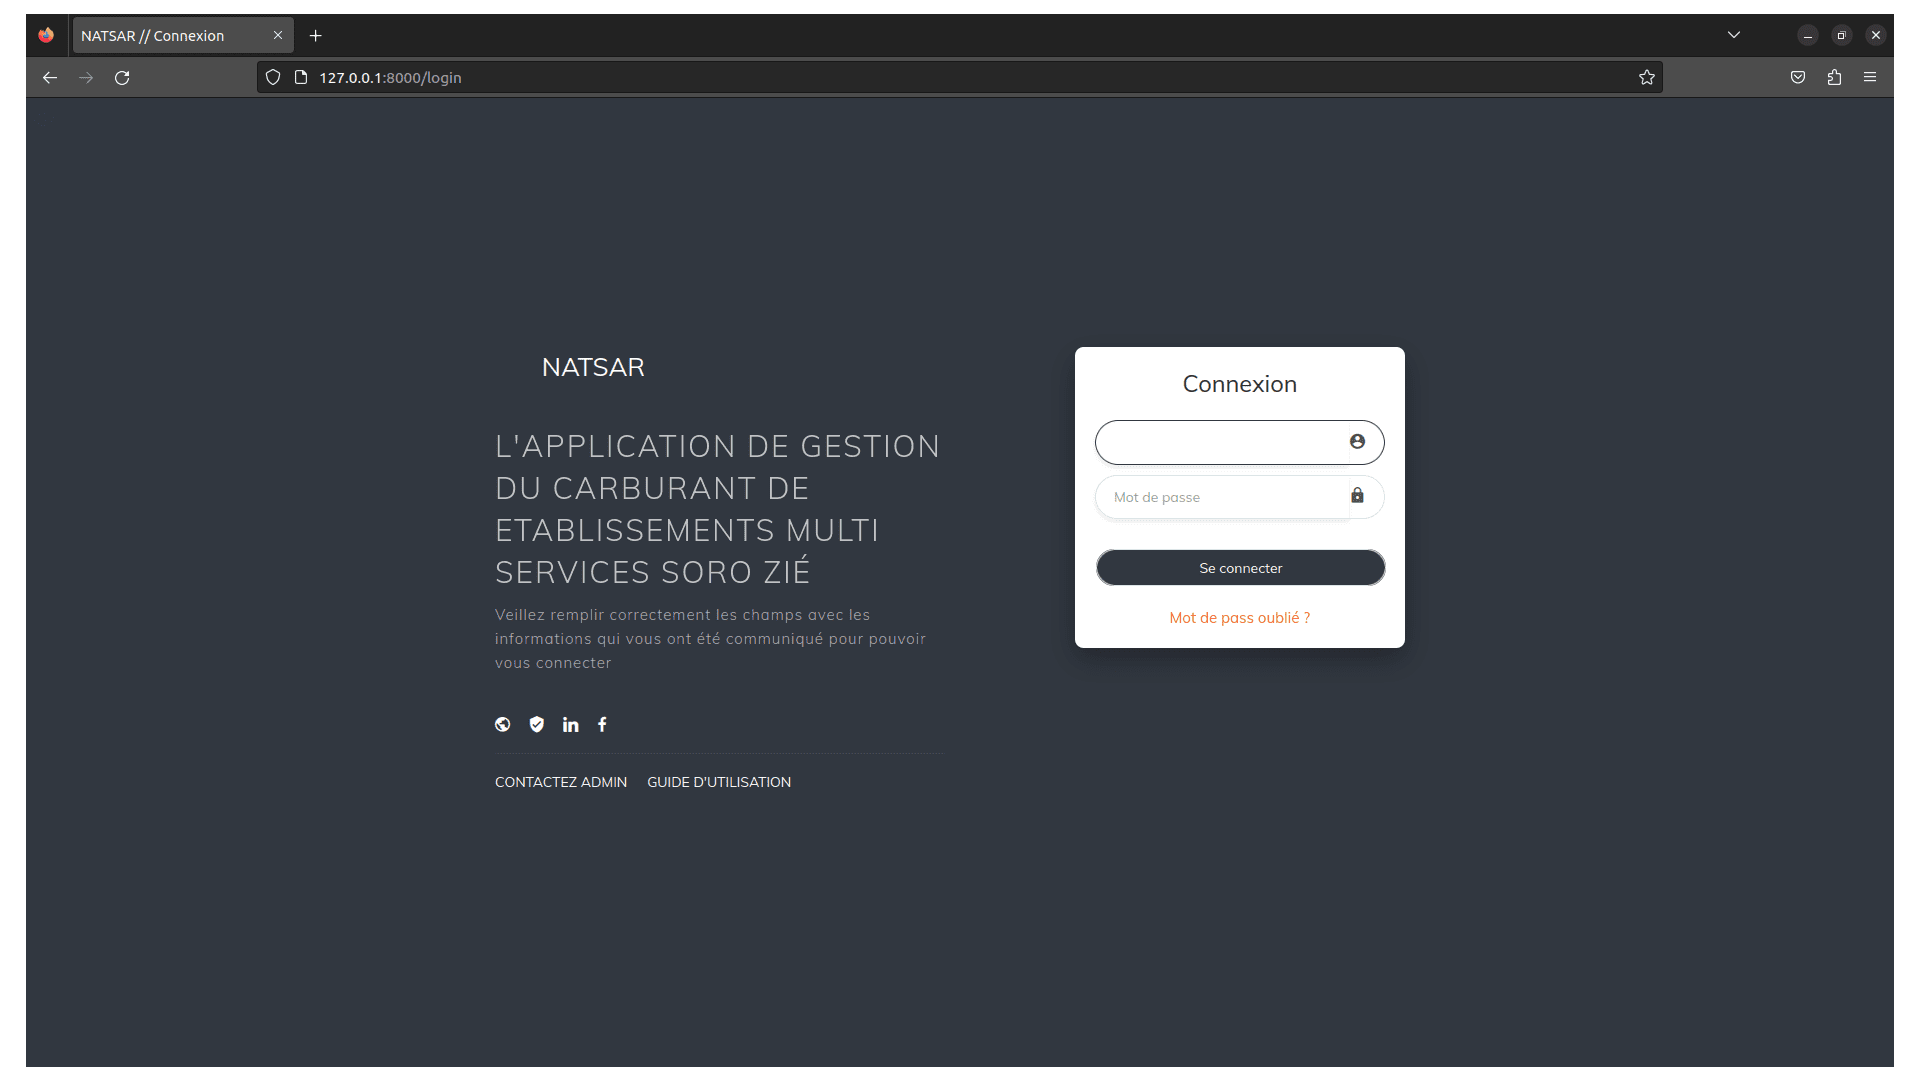 NATSAR // Connexion
127.0.0.1:8000/login
NATSAR
L'APPLICATION DE GESTION
DU CARBURANT DE
ETABLISSEMENTS MULTI
SERVICES SORO ZIÉ
Veillez remplir correctement les champs avec les
informations qui vous ont été communiqué pour pouvoir
vous connecter
CONTACTEZ ADMIN GUIDE D'UTILISATION
Connexion
Mot de passe
Se connecter
Mot de pass oublié ?